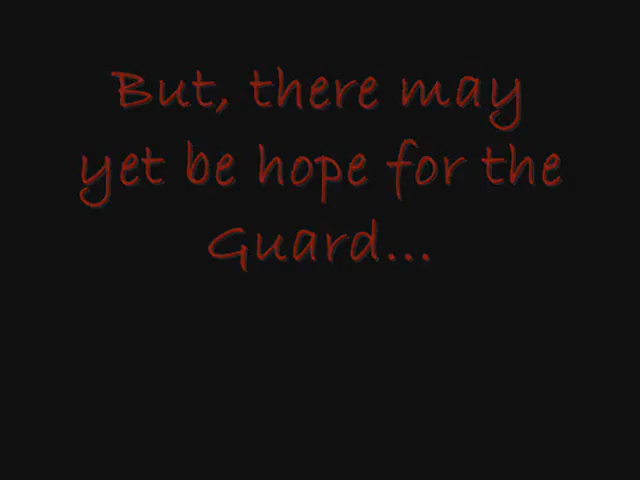 But, there may
yet be hope for the
Guard...